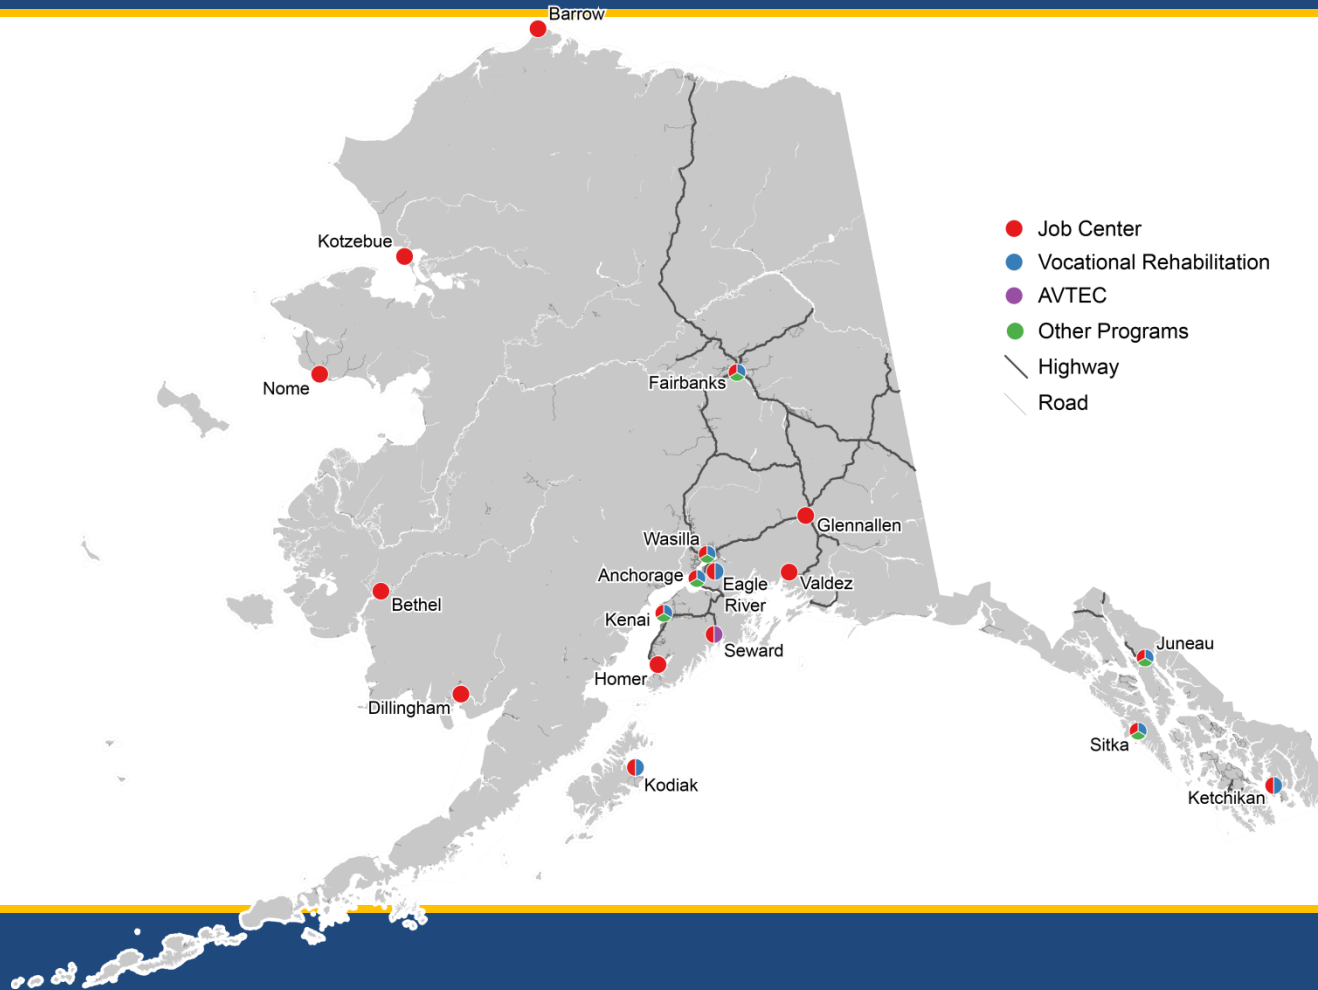 Barrow
Kotzebue
Job Center
Vocational Rehabilitation
AVTEC
Other Programs
Highway
Road
Nome
Fairbanks
Glennallen
Wasilla
Anchorage
Eagle
River
Valdez
Bethel
Kenai
Seward
Juneau
Homer
Dillingham
Sitka
Kodiak
Ketchikan